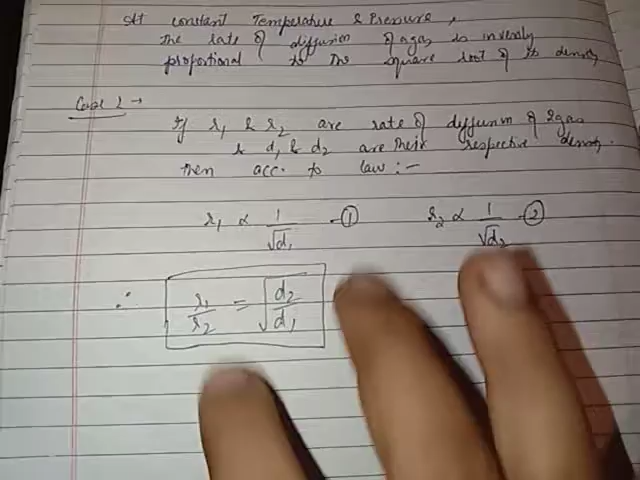 At constant Temperature & Pressure,
The rate of diffusion of a gas is inversly
proportional to the square root of its density
Case 1 →
If r₁ & r₂ are rate of diffusion of 2 gas
& d₁ & d₂ are their respective density.
then acc. to law :-
r₁ ∝ 1/√d₁ -① r₂ ∝ 1/√d₂ -②
∴ r₁/r₂ = √(d₂/d₁)